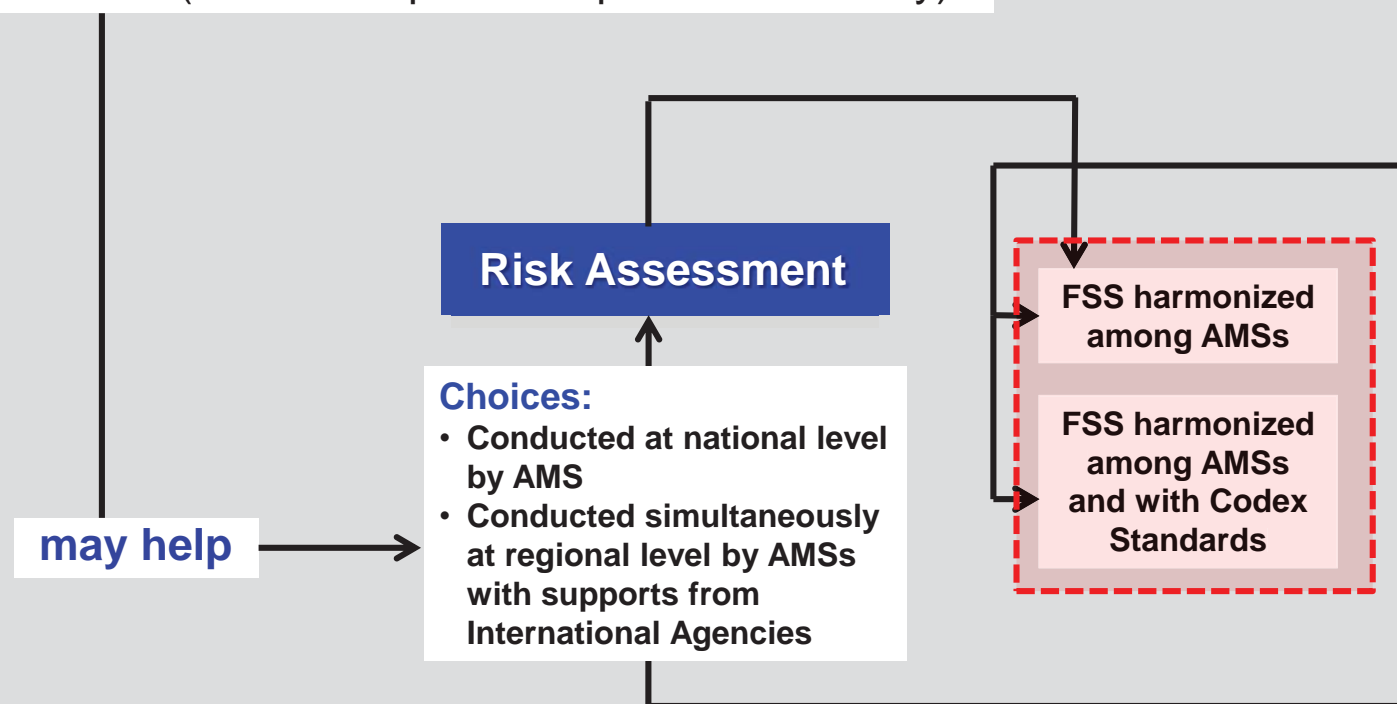 Risk Assessment
Choices:
• Conducted at national level
by AMS
• Conducted simultaneously
at regional level by AMSs
with supports from
International Agencies
may help
FSS harmonized
among AMSs
FSS harmonized
among AMSs
and with Codex
Standards